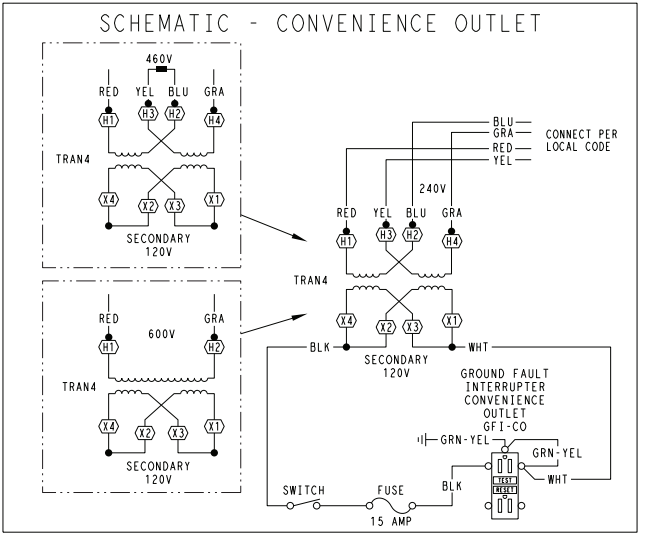 SCHEMATIC - CONVENIENCE OUTLET
460V
RED YEL BLU GRA
H1 H3 H2 H4
TRAN4
X4 X2 X3 X1
SECONDARY
120V
600V
RED GRA
H1 H2
TRAN4
X4 X2 X3 X1
SECONDARY
120V
BLU
GRA
RED
YEL
CONNECT PER
LOCAL CODE
240V
RED YEL BLU GRA
H1 H3 H2 H4
TRAN4
X4 X2 X3 X1
BLK
WHT
SECONDARY
120V
GROUND FAULT
INTERRUPTER
CONVENIENCE
OUTLET
GFI-CO
GRN-YEL
GRN-YEL
WHT
BLK
TEST
RESET
SWITCH
FUSE
15 AMP